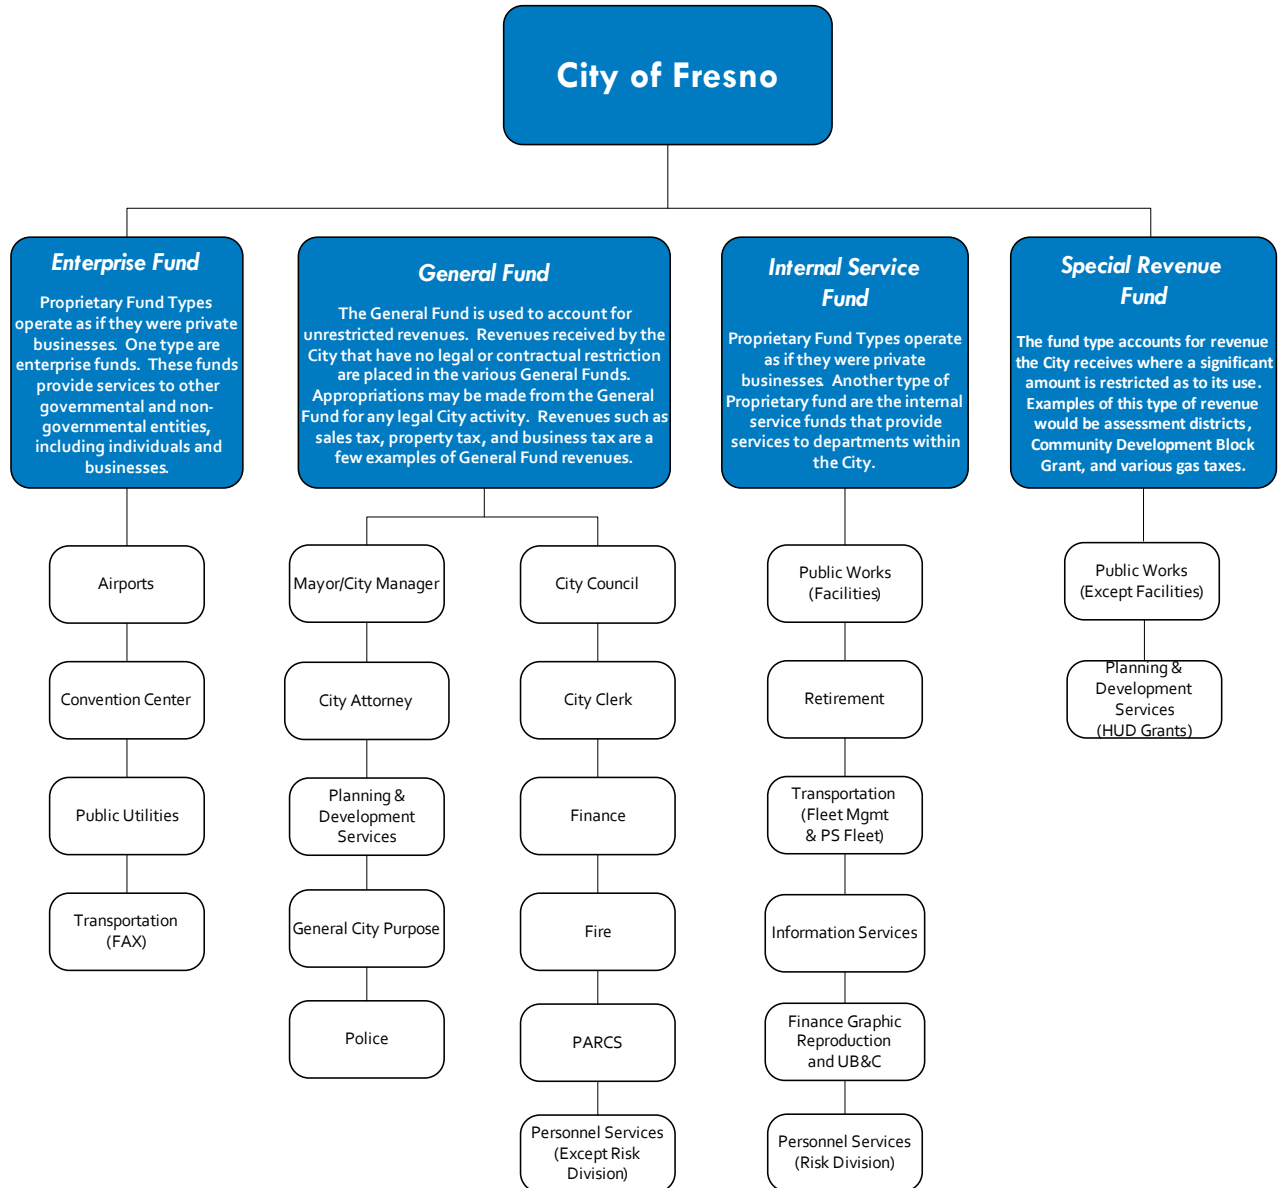 City of Fresno
Enterprise Fund
Proprietary Fund Types
operate as if they were private
businesses.  One type are
enterprise funds.  These funds
provide services to other
governmental and non-
governmental entities,
including individuals and
businesses.
General Fund
The General Fund is used to account for
unrestricted revenues.  Revenues received by the
City that have no legal or contractual restriction
are placed in the various General Funds.
Appropriations may be made from the General
Fund for any legal City activity.  Revenues such as
sales tax, property tax, and business tax are a
few examples of General Fund revenues.
Internal Service
Fund
Proprietary Fund Types operate
as if they were private
businesses.  Another type of
Proprietary fund are the internal
service funds that provide
services to departments within
the City.
Special Revenue
Fund
The fund type accounts for revenue
the City receives where a significant
amount is restricted as to its use.
Examples of this type of revenue
would be assessment districts,
Community Development Block
Grant, and various gas taxes.
Airports
Convention Center
Public Utilities
Transportation
(FAX)
Mayor/City Manager
City Attorney
Planning &
Development
Services
General City Purpose
Police
City Council
City Clerk
Finance
Fire
PARCS
Personnel Services
(Except Risk
Division)
Public Works
(Facilities)
Retirement
Transportation
(Fleet Mgmt
& PS Fleet)
Information Services
Finance Graphic
Reproduction
and UB&C
Personnel Services
(Risk Division)
Public Works
(Except Facilities)
Planning &
Development
Services
(HUD Grants)